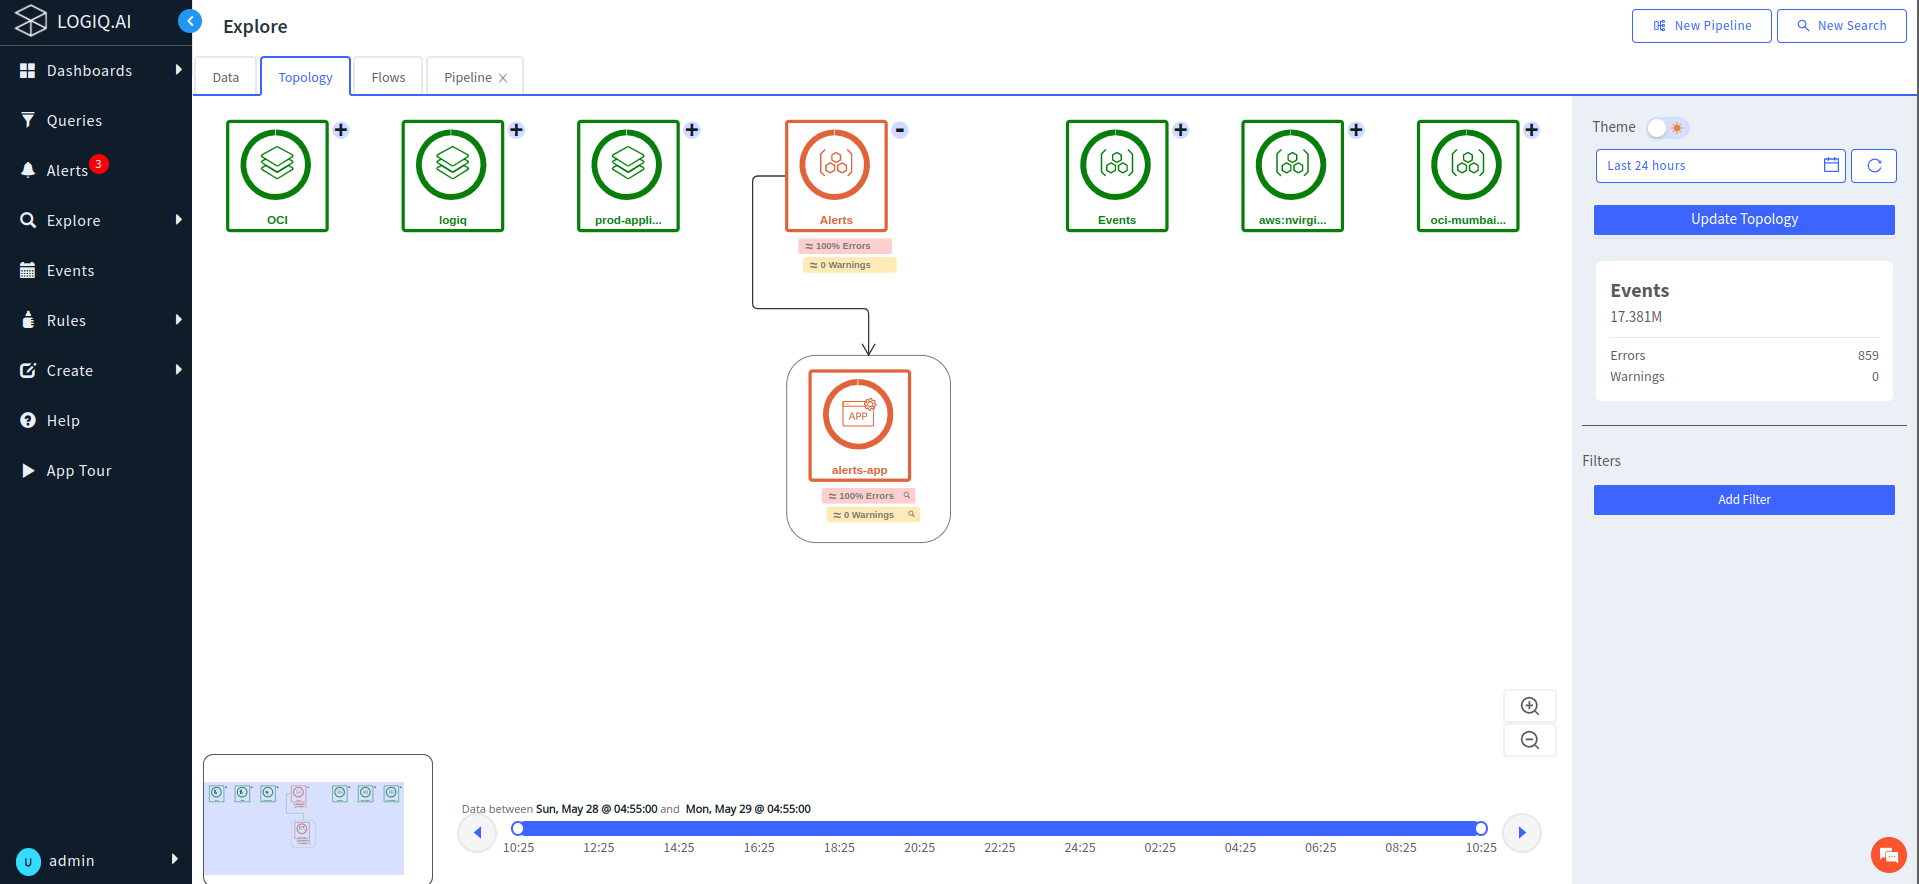 LOGIQ.AI
Dashboards
Queries
Alerts 3
Explore
Events
Rules
Create
Help
App Tour
U admin
Explore
New Pipeline
New Search
Data
Topology
Flows
Pipeline
OCI
logiq
prod-appli...
Alerts
Events
aws:nvirgi...
oci-mumbai...
≈ 100% Errors
≈ 0 Warnings
APP
alerts-app
≈ 100% Errors
≈ 0 Warnings
Data between Sun, May 28 @ 04:55:00 and Mon, May 29 @ 04:55:00
10:25 12:25 14:25 16:25 18:25 20:25 22:25 24:25 02:25 04:25 06:25 08:25 10:25
Theme
Last 24 hours
Update Topology
Events
17.381M
Errors 859
Warnings 0
Filters
Add Filter